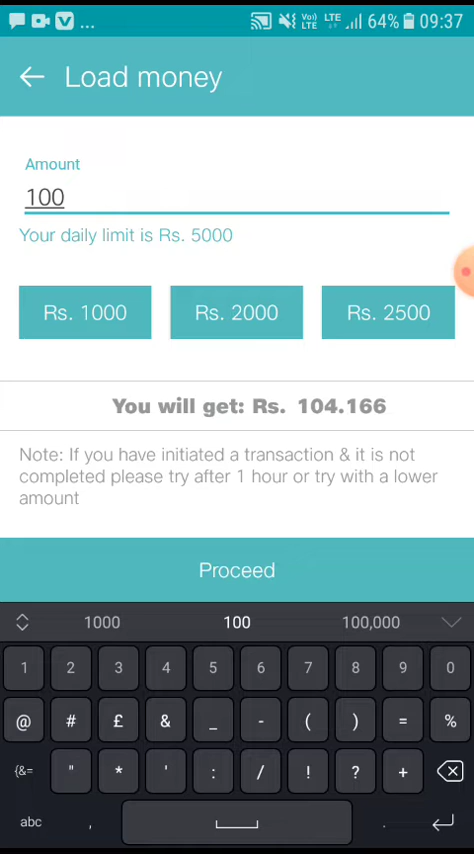 ... Vo) LTE LTE 64% 09:37
Load money
Amount
100
Your daily limit is Rs. 5000
Rs. 1000 Rs. 2000 Rs. 2500
You will get: Rs. 104.166
Note: If you have initiated a transaction & it is not
completed please try after 1 hour or try with a lower
amount
Proceed
1000 100 100,000
1 2 3 4 5 6 7 8 9 0
@ # £ & _ - ( ) = %
{&= " * ' : / ! ? +
abc , .